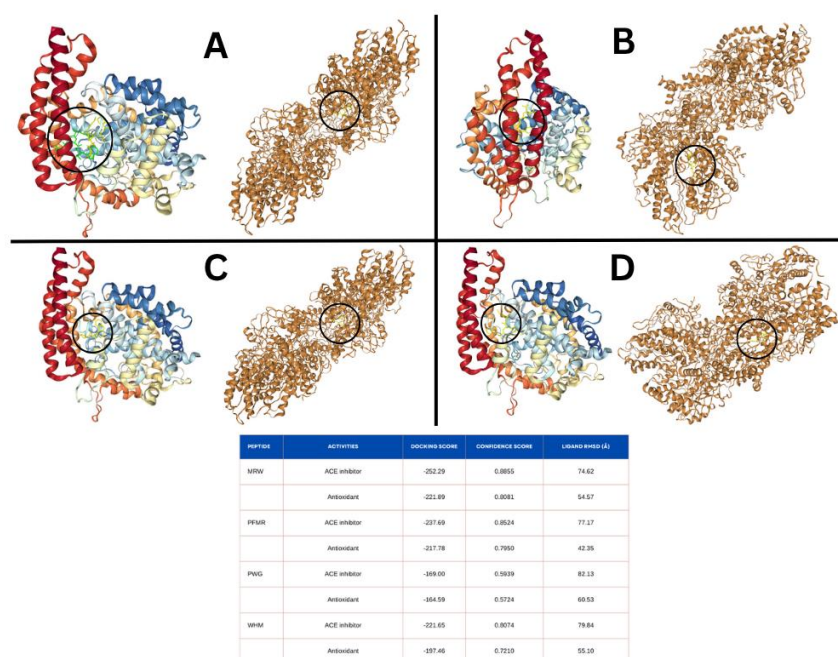 A
B
C
D
PEPTIDE ACTIVITIES DOCKING SCORE CONFIDENCE SCORE LIGAND RMSD (Å)
MRW ACE inhibitor -252.29 0.8855 74.62
Antioxidant -221.89 0.8081 54.57
PFMR ACE inhibitor -237.69 0.8524 77.17
Antioxidant -217.78 0.7950 42.35
PWG ACE inhibitor -169.00 0.5939 82.13
Antioxidant -164.59 0.5724 60.53
WHM ACE inhibitor -221.65 0.8074 79.84
Antioxidant -197.46 0.7210 55.10